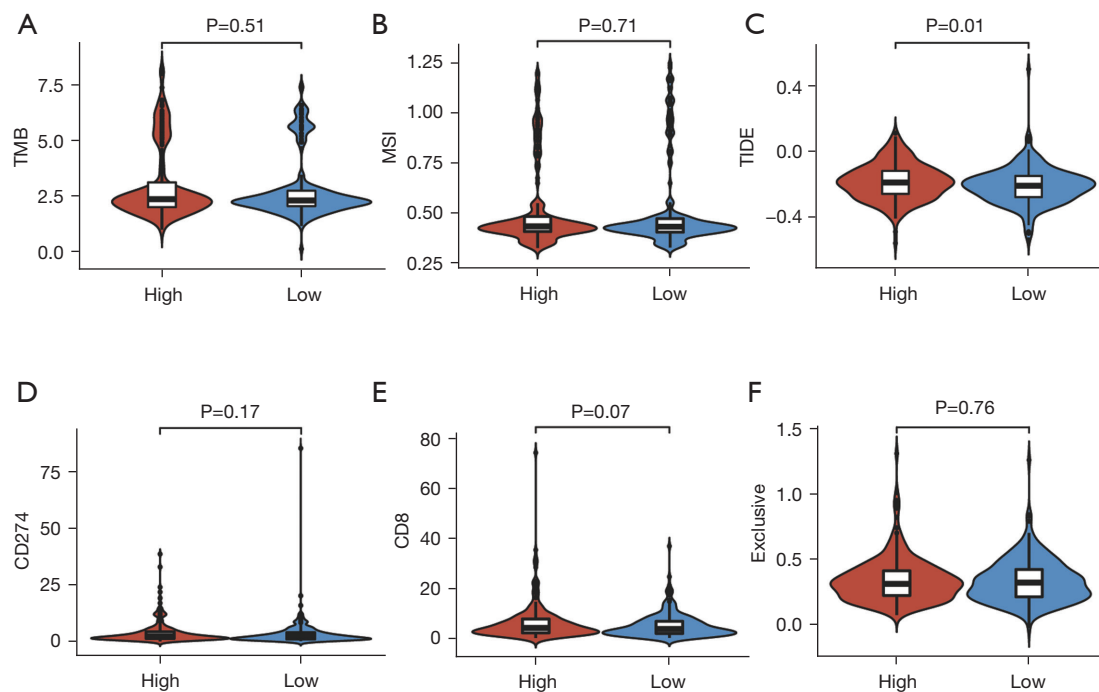 A
P=0.51
TMB
7.5
5.0
2.5
0.0
High
Low
B
P=0.71
MSI
1.25
1.00
0.75
0.50
0.25
High
Low
C
P=0.01
TIDE
0.4
0.0
−0.4
High
Low
D
P=0.17
CD274
75
50
25
0
High
Low
E
P=0.07
CD8
80
60
40
20
0
High
Low
F
P=0.76
Exclusive
1.5
1.0
0.5
0.0
High
Low